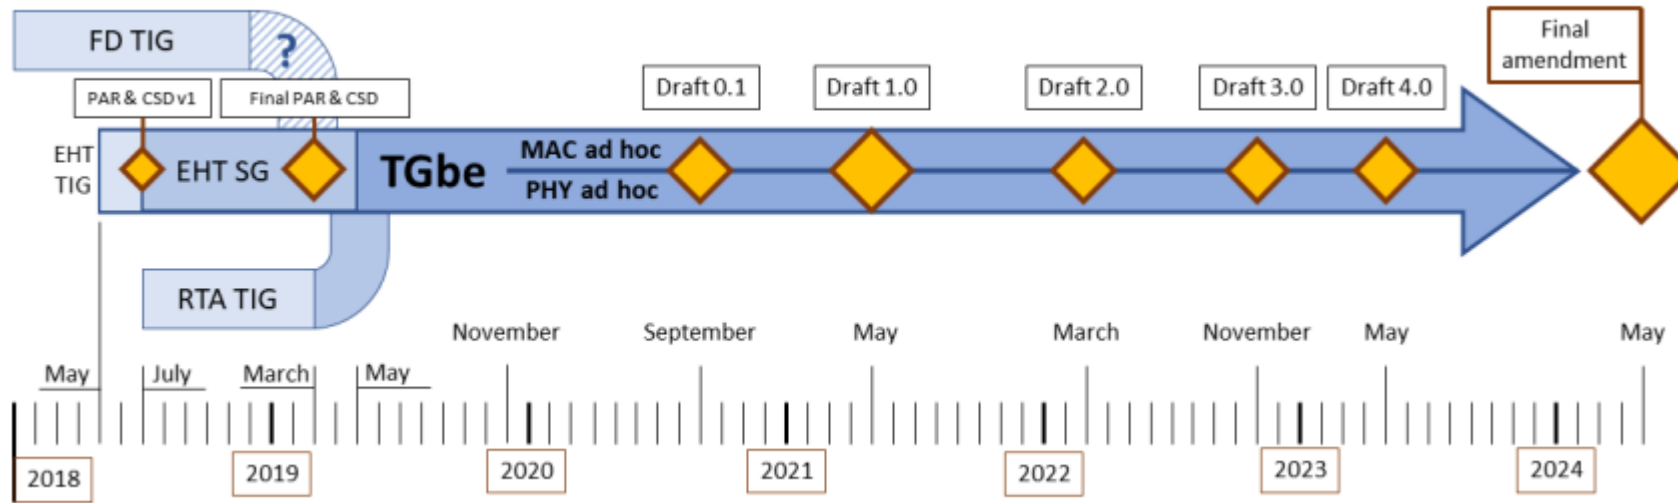 FD TIG
?
PAR & CSD v1
Final PAR & CSD
Draft 0.1
Draft 1.0
Draft 2.0
Draft 3.0
Draft 4.0
Final
amendment
EHT
TIG
EHT SG
TGbe
MAC ad hoc
PHY ad hoc
RTA TIG
November
September
May
March
November
May
May
May
July
March
May
2018
2019
2020
2021
2022
2023
2024